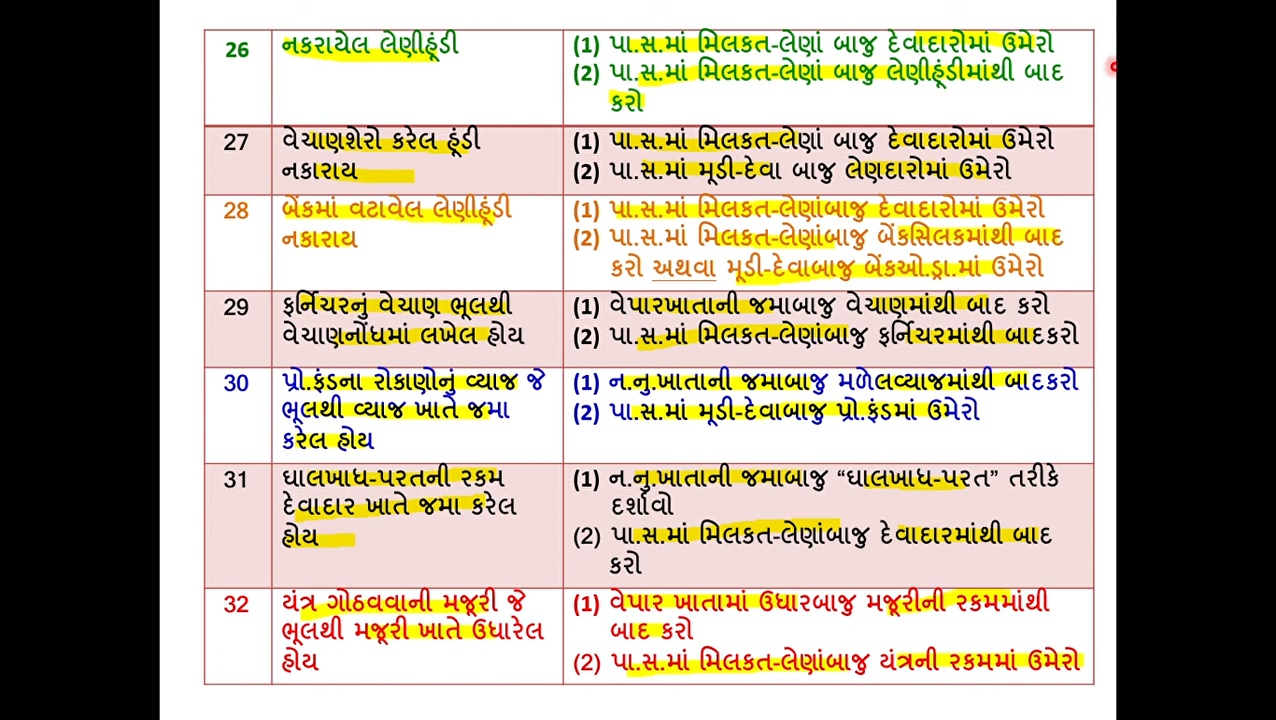 26 નકરાયેલ લેણીહૂંડી (1) પા.સ.માં મિલકત-લેણાં બાજુ દેવાદારોમાં ઉમેરો
(2) પા.સ.માં મિલકત-લેણાં બાજુ લેણીહૂંડીમાંથી બાદ
કરો
27 વેચાણશેરો કરેલ હૂંડી (1) પા.સ.માં મિલકત-લેણાં બાજુ દેવાદારોમાં ઉમેરો
નકારાય (2) પા.સ.માં મૂડી-દેવા બાજુ લેણદારોમાં ઉમેરો
28 બેંકમાં વટાવેલ લેણીહૂંડી (1) પા.સ.માં મિલકત-લેણાંબાજુ દેવાદારોમાં ઉમેરો
નકારાય (2) પા.સ.માં મિલકત-લેણાંબાજુ બેંકસિલકમાંથી બાદ
કરો અથવા મૂડી-દેવાબાજુ બેંકઓ.ડ્રા.માં ઉમેરો
29 ફર્નિચરનું વેચાણ ભૂલથી (1) વેપારખાતાની જમાબાજુ વેચાણમાંથી બાદ કરો
વેચાણનોંધમાં લખેલ હોય (2) પા.સ.માં મિલકત-લેણાંબાજુ ફર્નિચરમાંથી બાદકરો
30 પ્રો.ફંડના રોકાણોનું વ્યાજ જે (1) ન.નુ.ખાતાની જમાબાજુ મળેલવ્યાજમાંથી બાદકરો
ભૂલથી વ્યાજ ખાતે જમા (2) પા.સ.માં મૂડી-દેવાબાજુ પ્રો.ફંડમાં ઉમેરો
કરેલ હોય
31 ઘાલખાધ-પરતની રકમ (1) ન.નુ.ખાતાની જમાબાજુ “ઘાલખાધ-પરત” તરીકે
દેવાદાર ખાતે જમા કરેલ દર્શાવો
હોય (2) પા.સ.માં મિલકત-લેણાંબાજુ દેવાદારમાંથી બાદ
કરો
32 યંત્ર ગોઠવવાની મજૂરી જે (1) વેપાર ખાતામાં ઉધારબાજુ મજૂરીની રકમમાંથી
ભૂલથી મજૂરી ખાતે ઉધારેલ બાદ કરો
હોય (2) પા.સ.માં મિલકત-લેણાંબાજુ યંત્રની રકમમાં ઉમેરો